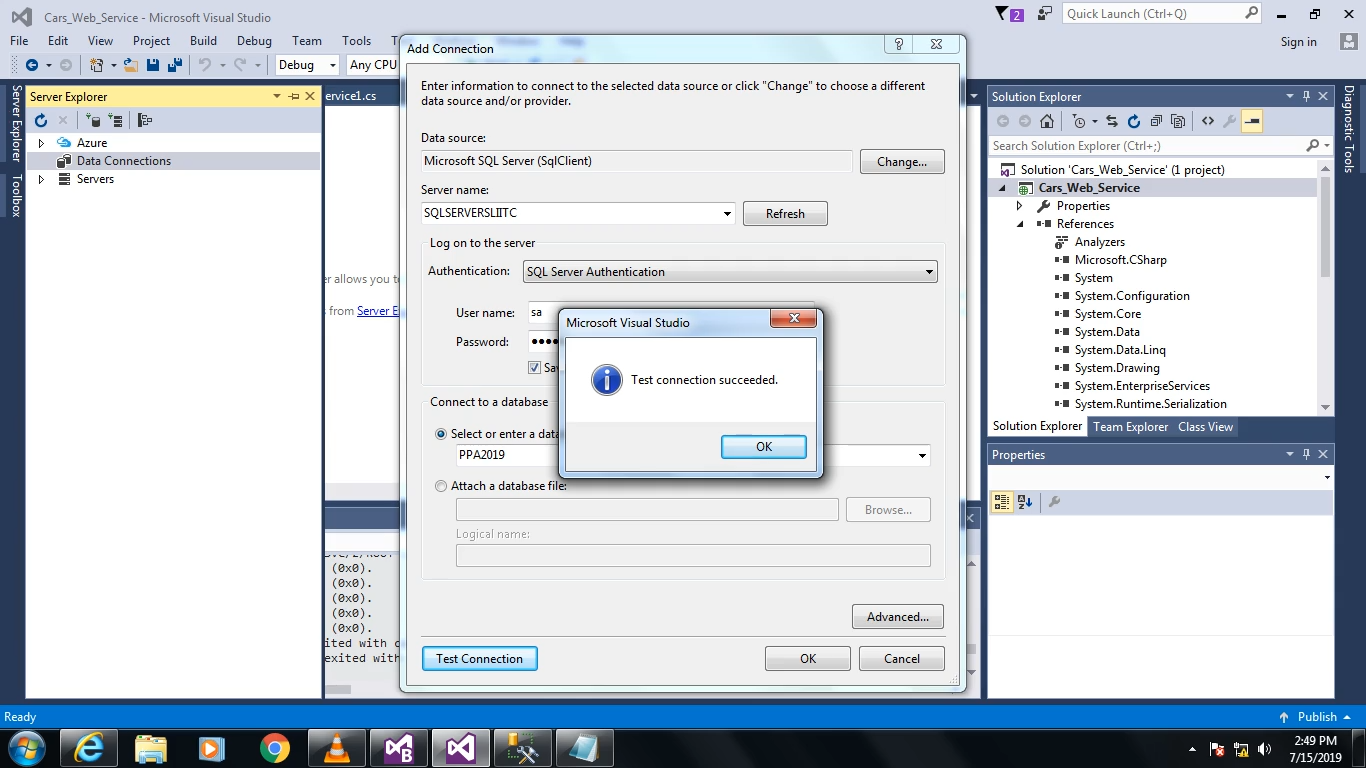 Cars_Web_Service - Microsoft Visual Studio
2
Quick Launch (Ctrl+Q)
File Edit View Project Build Debug Team Tools
Sign in
Debug
Any CPU
Server Explorer
Toolbox
Server Explorer
Azure
Data Connections
Servers
ervice1.cs
er allows you t
from Server E
Add Connection
Enter information to connect to the selected data source or click "Change" to choose a different
data source and/or provider.
Data source:
Microsoft SQL Server (SqlClient)
Change...
Server name:
SQLSERVERSLIITC
Refresh
Log on to the server
Authentication:
SQL Server Authentication
User name:
sa
Password:
Sav
Connect to a database
Select or enter a data
PPA2019
Attach a database file:
Browse...
Logical name:
Advanced...
Test Connection
OK
Cancel
Microsoft Visual Studio
Test connection succeeded.
OK
(0x0).
(0x0).
(0x0).
(0x0).
(0x0).
ited with c
exited with
Solution Explorer
Search Solution Explorer (Ctrl+;)
Solution 'Cars_Web_Service' (1 project)
Cars_Web_Service
Properties
References
Analyzers
Microsoft.CSharp
System
System.Configuration
System.Core
System.Data
System.Data.Linq
System.Drawing
System.EnterpriseServices
System.Runtime.Serialization
Solution Explorer Team Explorer Class View
Properties
Diagnostic Tools
Ready
Publish
2:49 PM
7/15/2019